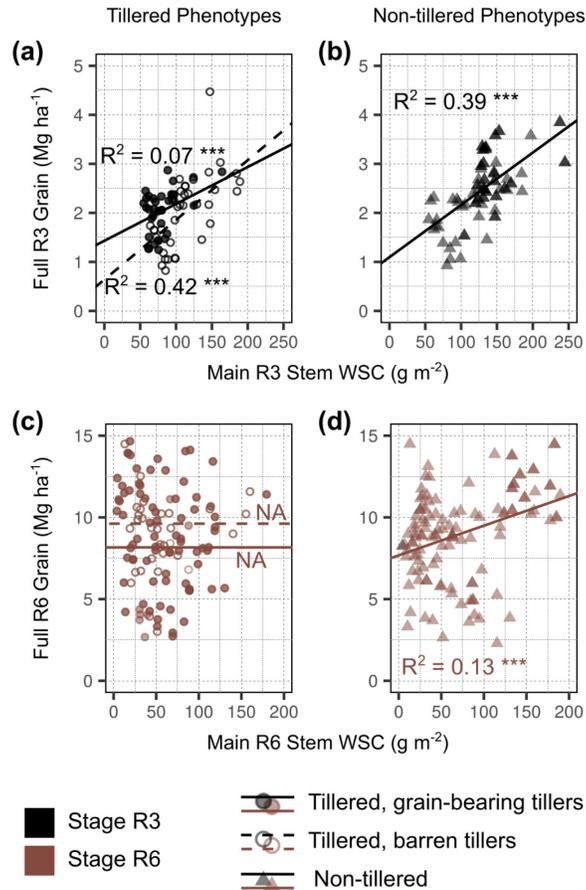 Tillered Phenotypes
Non-tillered Phenotypes
(a)
(b)
Full R3 Grain (Mg ha⁻¹)
5
4
3
2
1
0
R² = 0.07 ***
R² = 0.42 ***
0 50 100 150 200 250
5
4
3
2
1
0
R² = 0.39 ***
0 50 100 150 200 250
Main R3 Stem WSC (g m⁻²)
(c)
(d)
Full R6 Grain (Mg ha⁻¹)
15
10
5
0
NA
NA
0 50 100 150 200
15
10
5
0
R² = 0.13 ***
0 50 100 150 200
Main R6 Stem WSC (g m⁻²)
Stage R3
Stage R6
Tillered, grain-bearing tillers
Tillered, barren tillers
Non-tillered